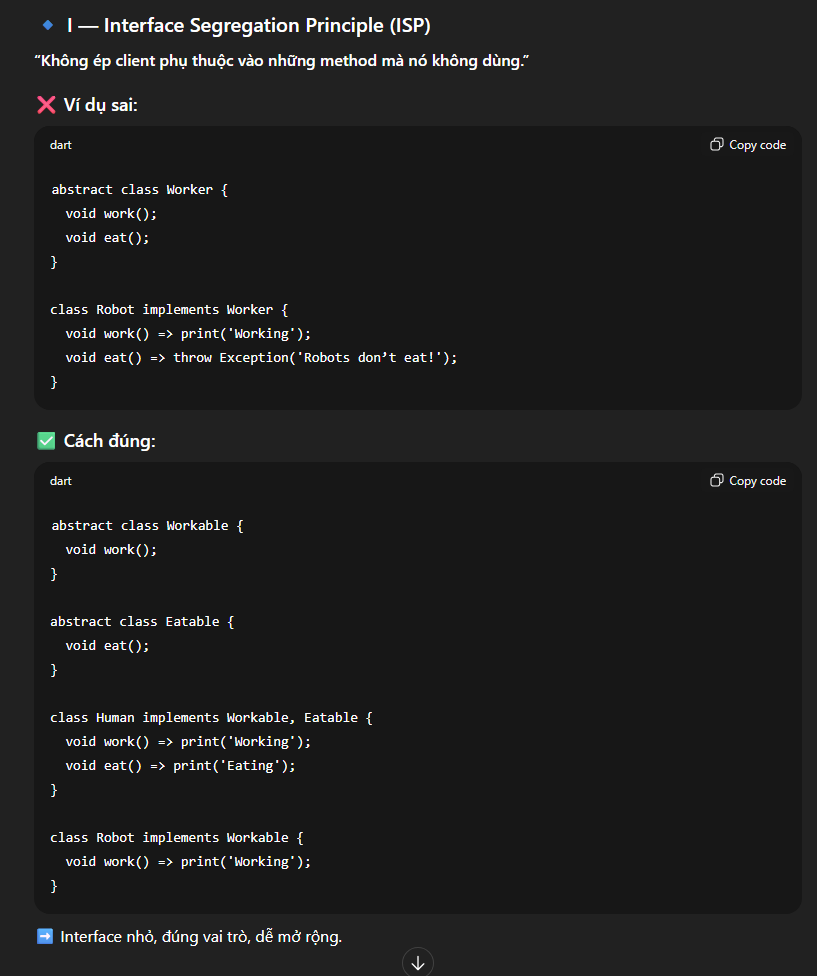 I — Interface Segregation Principle (ISP)
“Không ép client phụ thuộc vào những method mà nó không dùng.”
❌ Ví dụ sai:
dart
Copy code
abstract class Worker {
  void work();
  void eat();
}
class Robot implements Worker {
  void work() => print('Working');
  void eat() => throw Exception('Robots don’t eat!');
}
✅ Cách đúng:
dart
Copy code
abstract class Workable {
  void work();
}
abstract class Eatable {
  void eat();
}
class Human implements Workable, Eatable {
  void work() => print('Working');
  void eat() => print('Eating');
}
class Robot implements Workable {
  void work() => print('Working');
}
➡️ Interface nhỏ, đúng vai trò, dễ mở rộng.